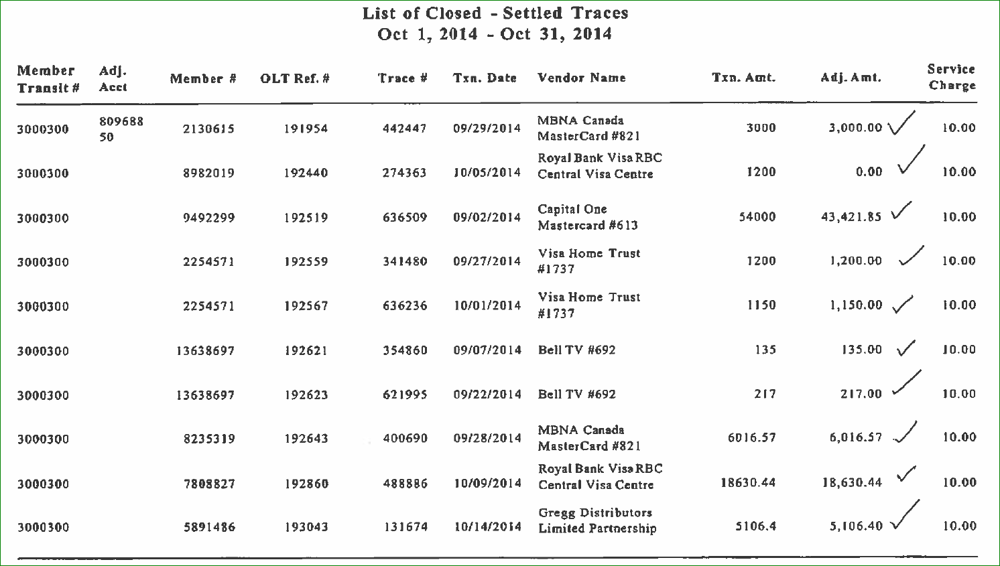 List of Closed - Settled Traces
Oct 1, 2014 - Oct 31, 2014
Member Transit # Adj. Acct Member # OLT Ref. # Trace # Txn. Date Vendor Name Txn. Amt. Adj. Amt. Service Charge
3000300 80968850 2130615 191954 442447 09/29/2014 MBNA Canada MasterCard #821 3000 3,000.00 10.00
3000300 8982019 192440 274363 10/05/2014 Royal Bank Visa RBC Central Visa Centre 1200 0.00 10.00
3000300 9492299 192519 636509 09/02/2014 Capital One Mastercard #613 54000 43,421.85 10.00
3000300 2254571 192559 341480 09/27/2014 Visa Home Trust #1737 1200 1,200.00 10.00
3000300 2254571 192567 636236 10/01/2014 Visa Home Trust #1737 1150 1,150.00 10.00
3000300 13638697 192621 354860 09/07/2014 Bell TV #692 135 135.00 10.00
3000300 13638697 192623 621995 09/22/2014 Bell TV #692 217 217.00 10.00
3000300 8235319 192643 400690 09/28/2014 MBNA Canada MasterCard #821 6016.57 6,016.57 10.00
3000300 7808827 192860 488886 10/09/2014 Royal Bank Visa RBC Central Visa Centre 18630.44 18,630.44 10.00
3000300 5891486 193043 131674 10/14/2014 Gregg Distributors Limited Partnership 5106.4 5,106.40 10.00